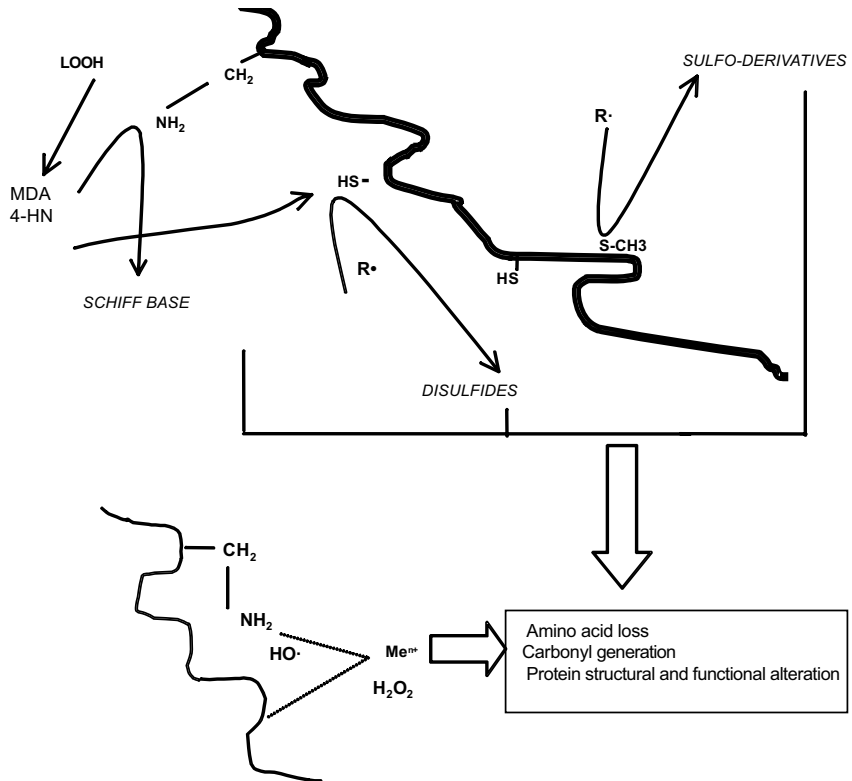 LOOH
CH₂
NH₂
SULFO-DERIVATIVES
R·
MDA
4-HN
HS-
S-CH3
R•
HS
SCHIFF BASE
DISULFIDES
CH₂
NH₂
HO·
Meⁿ⁺
H₂O₂
Amino acid loss
Carbonyl generation
Protein structural and functional alteration